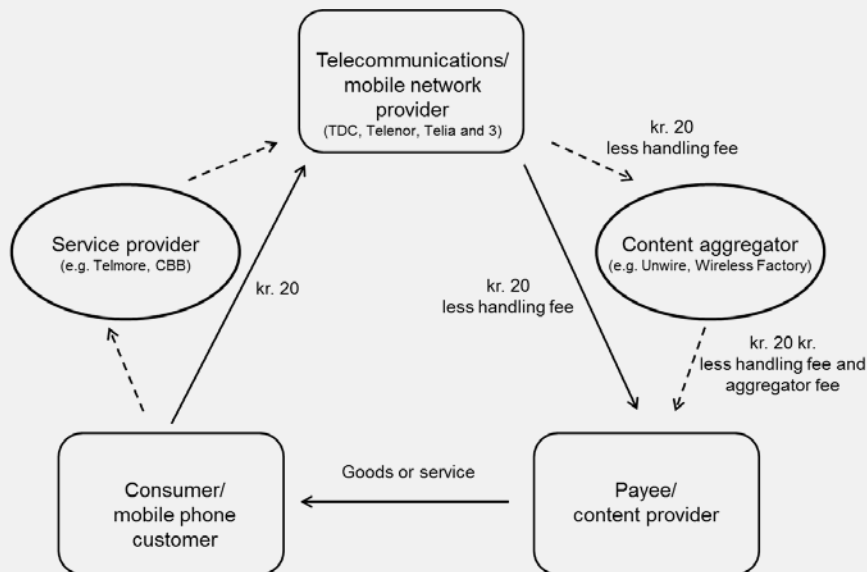 Telecommunications/
mobile network
provider
(TDC, Telenor, Telia and 3)
kr. 20
less handling fee
Service provider
(e.g. Telmore, CBB)
Content aggregator
(e.g. Unwire, Wireless Factory)
kr. 20
kr. 20
less handling fee
kr. 20 kr.
less handling fee and
aggregator fee
Goods or service
Consumer/
mobile phone
customer
Payee/
content provider